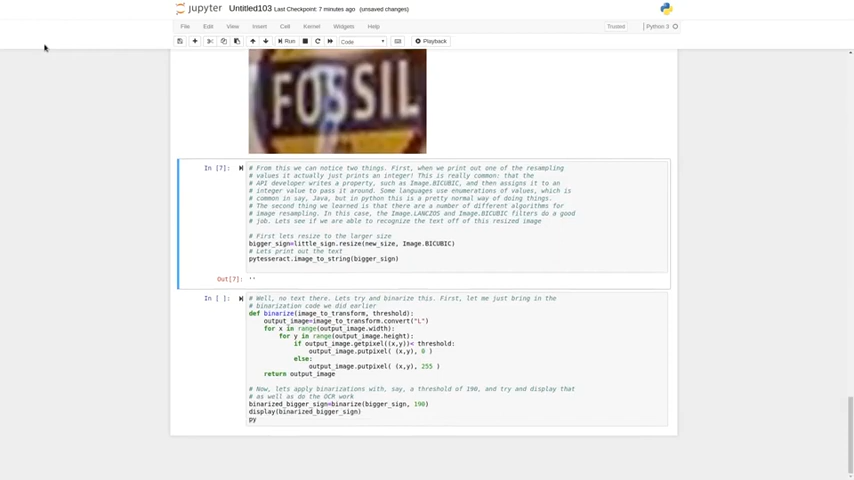 jupyter Untitled103 Last Checkpoint: 7 minutes ago (unsaved changes)
File Edit View Insert Cell Kernel Widgets Help Trusted Python 3
Run Code Playback
FOSSIL
In [7]: # From this we can notice two things. First, when we print out one of the resampling
# values it actually just prints an integer! This is really common: that the
# API developer writes a property, such as Image.BICUBIC, and then assigns it to an
# integer value to pass it around. Some languages use enumerations of values, which is
# common in say, Java, but in python this is a pretty normal way of doing things.
# The second thing we learned is that there are a number of different algorithms for
# image resampling. In this case, the Image.LANCZOS and Image.BICUBIC filters do a good
# job. Lets see if we are able to recognize the text off of this resized image
# First lets resize to the larger size
bigger_sign=little_sign.resize(new_size, Image.BICUBIC)
# Lets print out the text
pytesseract.image_to_string(bigger_sign)
Out[7]: ''
In [ ]: # Well, no text there. Lets try and binarize this. First, let me just bring in the
# binarization code we did earlier
def binarize(image_to_transform, threshold):
output_image=image_to_transform.convert("L")
for x in range(output_image.width):
for y in range(output_image.height):
if output_image.getpixel((x,y))< threshold:
output_image.putpixel( (x,y), 0 )
else:
output_image.putpixel( (x,y), 255 )
return output_image
# Now, lets apply binarizations with, say, a threshold of 190, and try and display that
# as well as do the OCR work
binarized_bigger_sign=binarize(bigger_sign, 190)
display(binarized_bigger_sign)
py